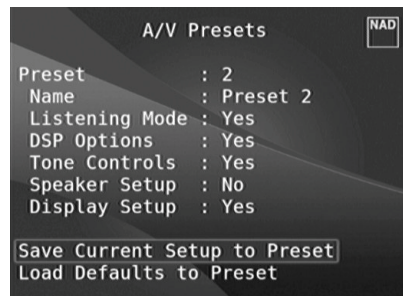 A/V Presets
NAD
Preset : 2
Name : Preset 2
Listening Mode : Yes
DSP Options : Yes
Tone Controls : Yes
Speaker Setup : No
Display Setup : Yes
Save Current Setup to Preset
Load Defaults to Preset